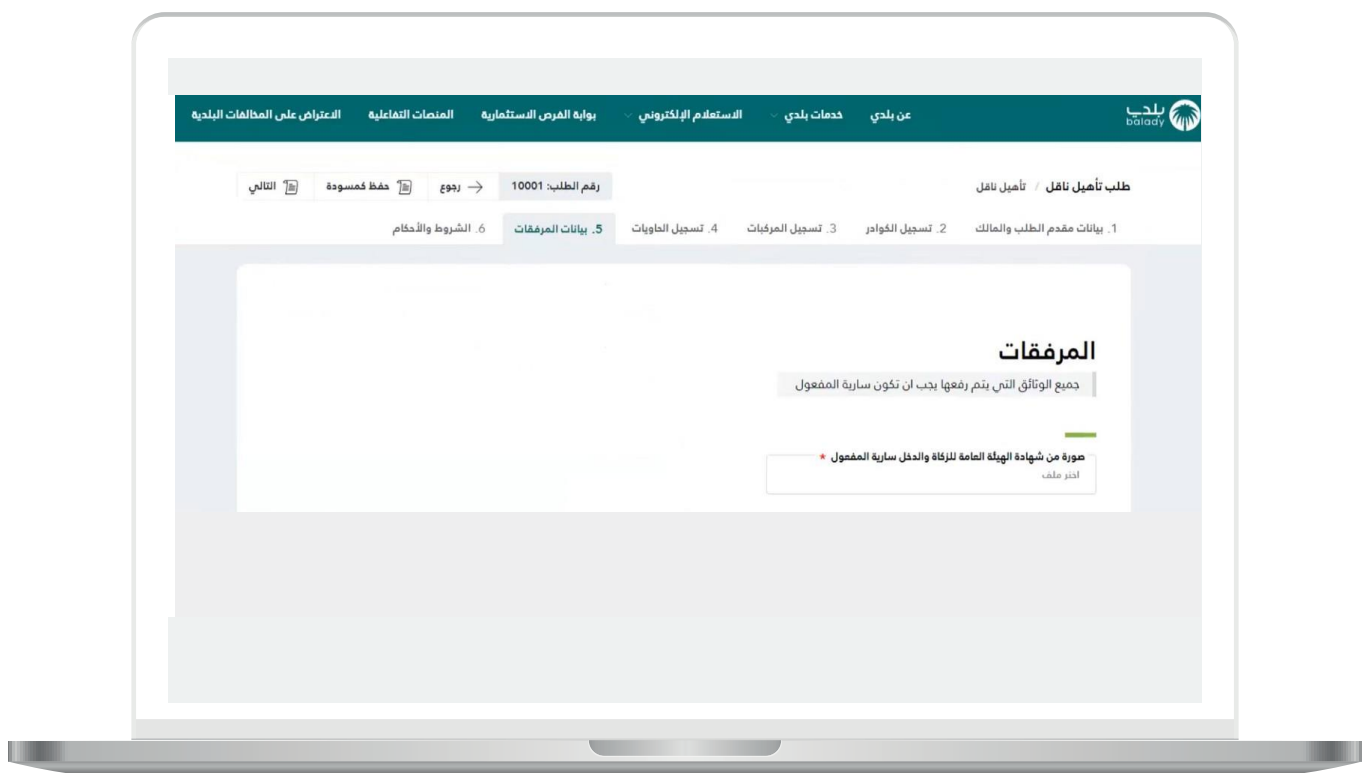 بلدي
balady
عن بلدي خدمات بلدي الاستعلام الإلكتروني بوابة الفرص الاستثمارية المنصات التفاعلية الاعتراض على المخالفات البلدية
طلب تأهيل ناقل / تأهيل ناقل رقم الطلب: 10001 رجوع حفظ كمسودة التالي
1. بيانات مقدم الطلب والمالك 2. تسجيل الكوادر 3. تسجيل المركبات 4. تسجيل الحاويات 5. بيانات المرفقات 6. الشروط والأحكام
المرفقات
جميع الوثائق التي يتم رفعها يجب ان تكون سارية المفعول
صورة من شهادة الهيئة العامة للزكاة والدخل سارية المفعول *
اختر ملف